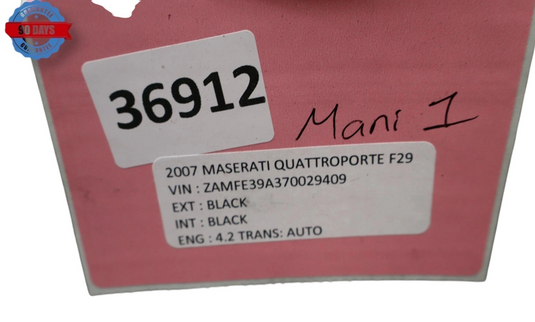 90 DAYS
36912
Mani 1
2007 MASERATI QUATTROPORTE F29
VIN : ZAMFE39A370029409
EXT : BLACK
INT : BLACK
ENG : 4.2 TRANS: AUTO